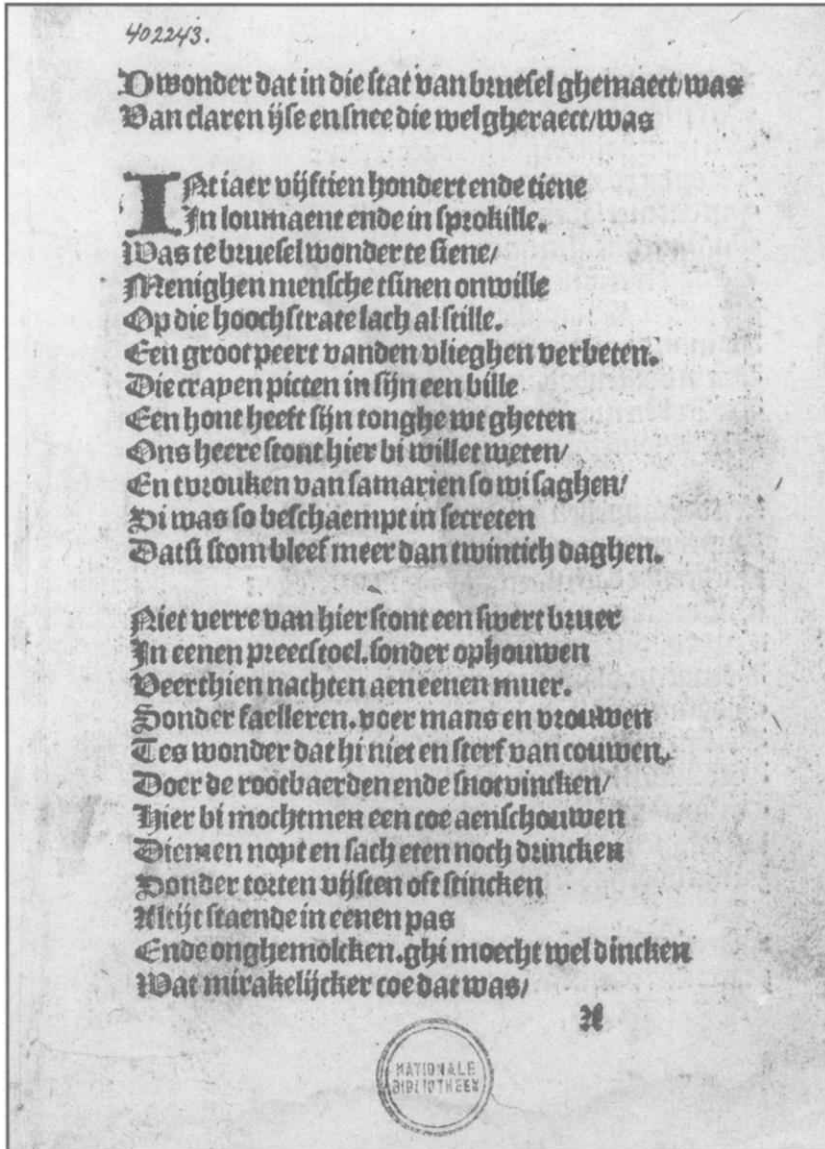 402243.
Dwonder dat in die stat van bruesel ghemaect/was
Van claren ijse en snee die wel gheraect/was
INt iaer vijftien hondert ende tiene
In loumaent ende in sprokille.
Was te bruesel wonder te siene/
Menighen mensche tsinen onwille
Op die hoochstrate lach al stille.
Een groot peert vanden vlieghen verbeten.
Die crayen picten in sijn een bille
Een hont heeft sijn tonghe wt gheten
Ons heere stont hier bi willet weten/
En tvrouken van samarien so wi saghen/
Si was so beschaempt in secreten
Datsi stom bleef meer dan twintich daghen.
Niet verre van hier stont een swert bruer
In eenen preecstoel.sonder ophouwen
Veerthien nachten aen eenen muer.
Sonder faelleren.voer mans en vrouwen
Tes wonder dat hi niet en sterf van couwen.
Doer de rootbaerden ende snotvincken/
Hier bi mochtmen een coe aenschouwen
Diemen noyt en sach eten noch drincken
Sonder torten vijsten oft stincken
Altijt staende in eenen pas
Ende onghemolcken.ghi moecht wel dincken
Wat mirakelijcker coe dat was/
A
NATIONALE
BIBLIOTHEEK